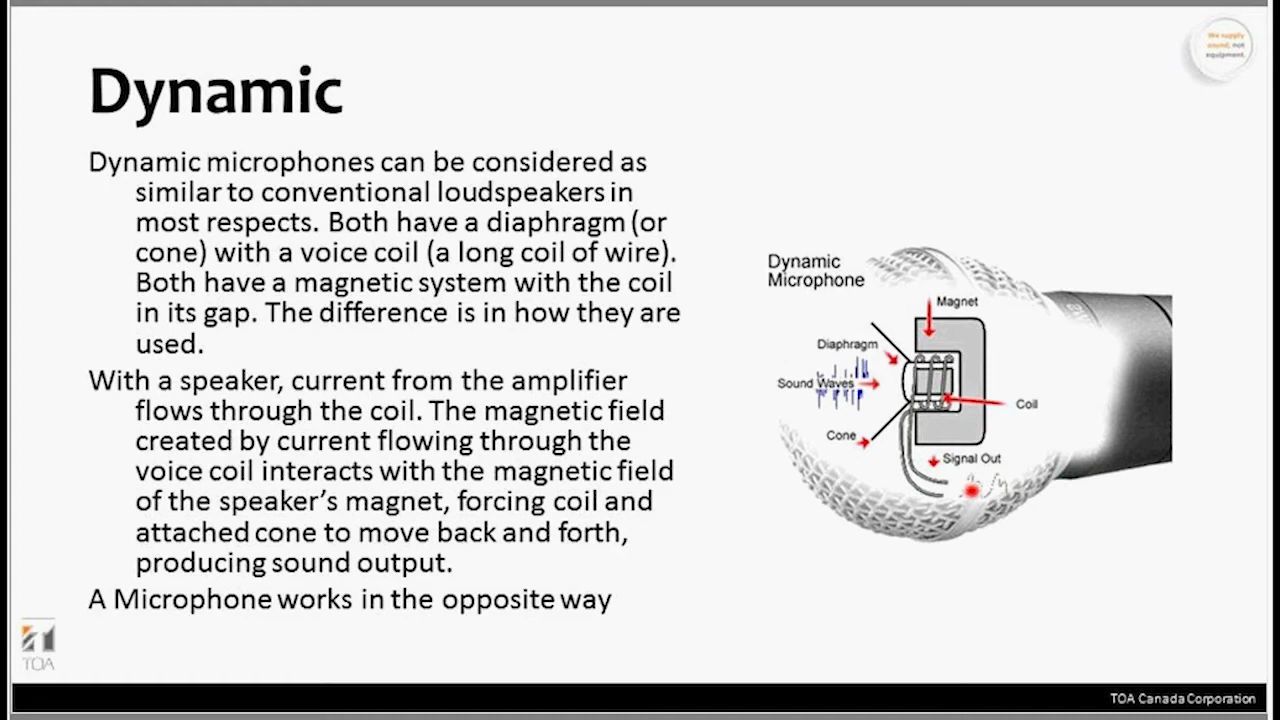 We supply
sound, not
equipment.
Dynamic
Dynamic microphones can be considered as
similar to conventional loudspeakers in
most respects. Both have a diaphragm (or
cone) with a voice coil (a long coil of wire).
Both have a magnetic system with the coil
in its gap. The difference is in how they are
used.
With a speaker, current from the amplifier
flows through the coil. The magnetic field
created by current flowing through the
voice coil interacts with the magnetic field
of the speaker’s magnet, forcing coil and
attached cone to move back and forth,
producing sound output.
A Microphone works in the opposite way
Dynamic
Microphone
Magnet
Diaphragm
Sound Waves
Coil
Cone
Signal Out
TOA
TOA Canada Corporation